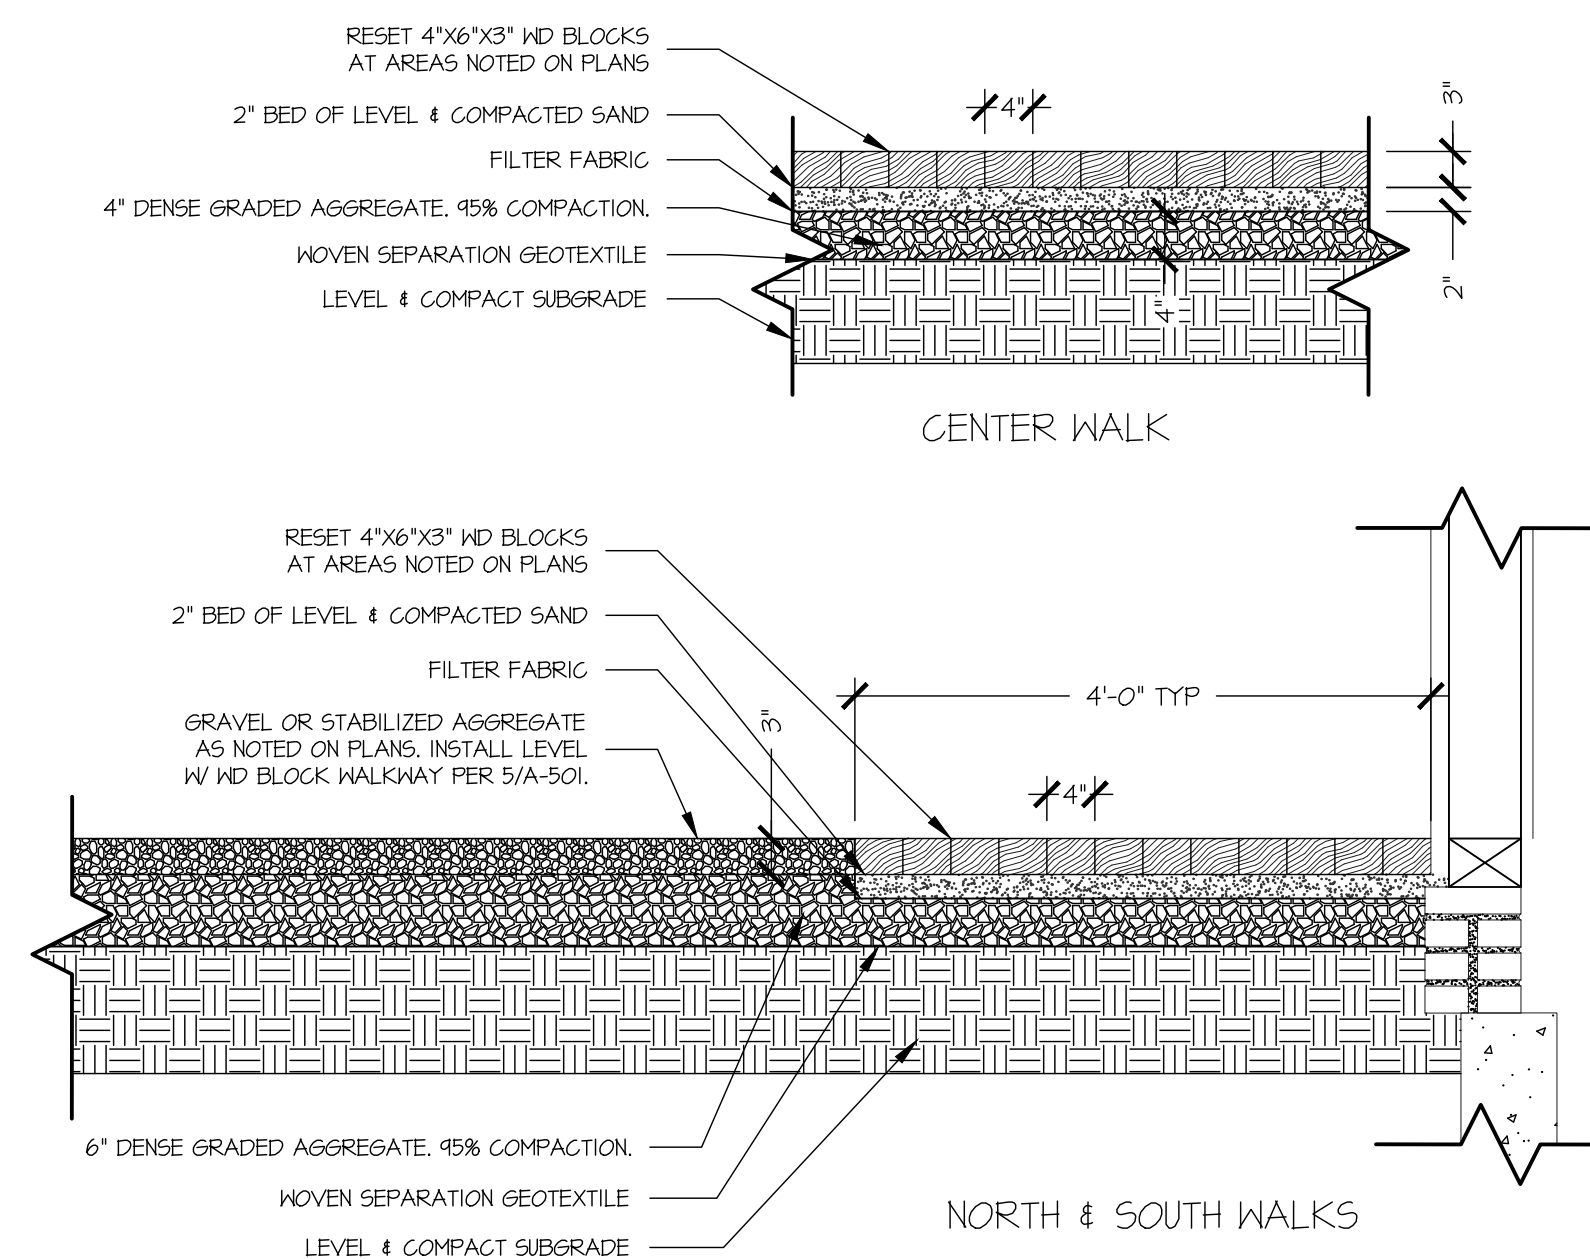 RESET 4"X6"X3" WD BLOCKS
AT AREAS NOTED ON PLANS
2" BED OF LEVEL & COMPACTED SAND
FILTER FABRIC
4" DENSE GRADED AGGREGATE. 95% COMPACTION.
WOVEN SEPARATION GEOTEXTILE
LEVEL & COMPACT SUBGRADE
4"
3"
2"
4"
CENTER WALK
RESET 4"X6"X3" WD BLOCKS
AT AREAS NOTED ON PLANS
2" BED OF LEVEL & COMPACTED SAND
FILTER FABRIC
GRAVEL OR STABILIZED AGGREGATE
AS NOTED ON PLANS. INSTALL LEVEL
W/ WD BLOCK WALKWAY PER 5/A-501.
3"
4'-0" TYP
4"
6" DENSE GRADED AGGREGATE. 95% COMPACTION.
WOVEN SEPARATION GEOTEXTILE
LEVEL & COMPACT SUBGRADE
NORTH & SOUTH WALKS